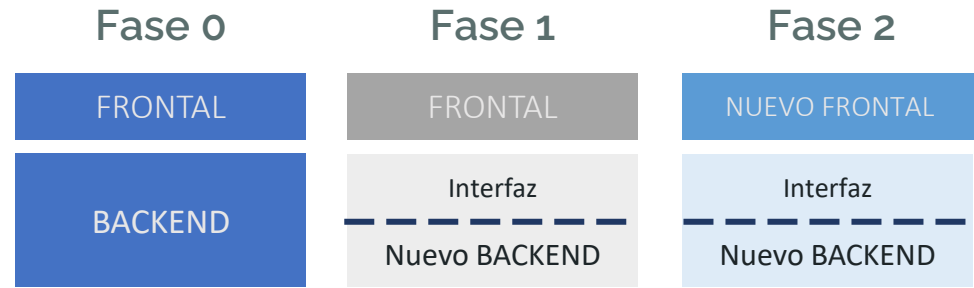 Fase 0
Fase 1
Fase 2
FRONTAL
FRONTAL
NUEVO FRONTAL
BACKEND
Interfaz
Nuevo BACKEND
Interfaz
Nuevo BACKEND